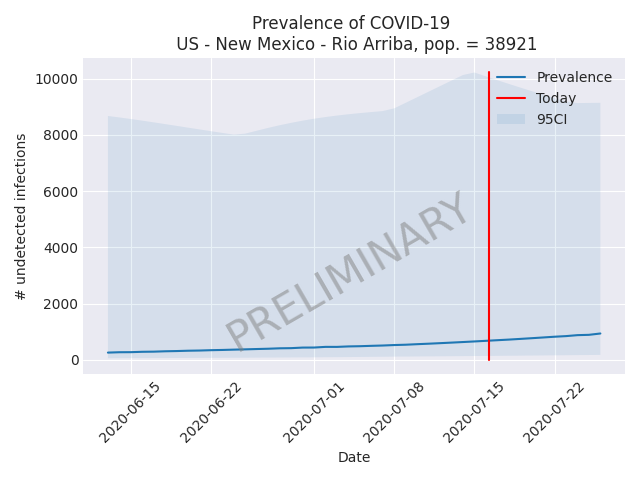 Prevalence of COVID-19
US - New Mexico - Rio Arriba, pop. = 38921
10000
8000
6000
4000
2000
0
# undetected infections
Prevalence
Today
95CI
PRELIMINARY
2020-06-15
2020-06-22
2020-07-01
2020-07-08
2020-07-15
2020-07-22
Date